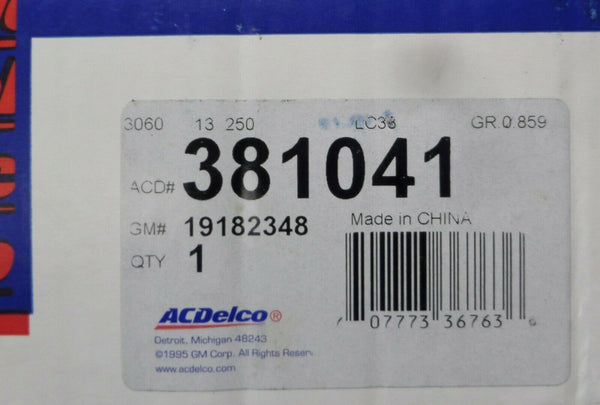 3060 13 250 LC38 GR.0.859
ACD# 381041
GM# 19182348
Made in CHINA
QTY 1
07773 36763
ACDelco®
Detroit, Michigan 48243
©1995 GM Corp. All Rights Reserv
www.acdelco.com